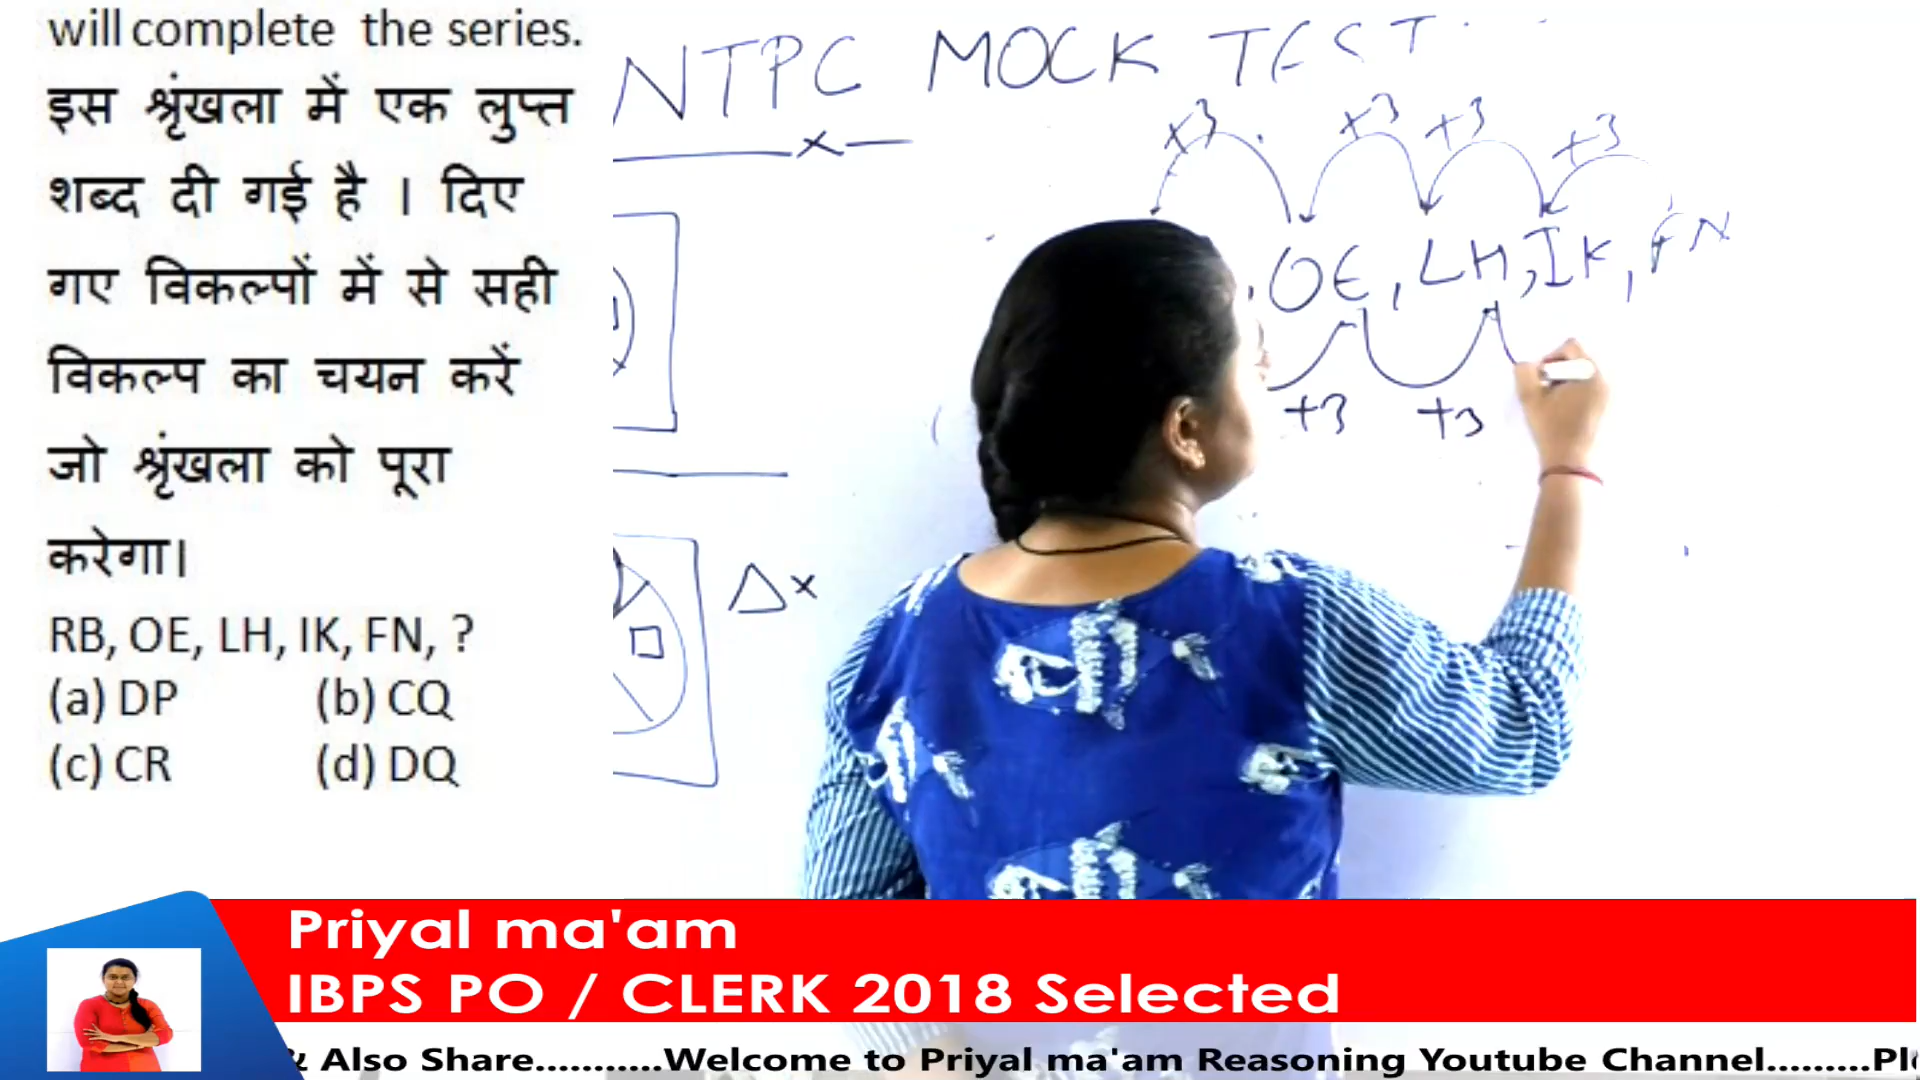 will complete the series.
इस श्रृंखला में एक लुप्त
शब्द दी गई है । दिए
गए विकल्पों में से सही
विकल्प का चयन करें
जो श्रृंखला को पूरा
करेगा।
RB, OE, LH, IK, FN, ?
(a) DP (b) CQ
(c) CR (d) DQ
NTPC MOCK TEST
+3 +3 +3 +3
OE, LH, IK, FN
+3 +3
Δ x
Priyal ma'am
IBPS PO / CLERK 2018 Selected
& Also Share...........Welcome to Priyal ma'am Reasoning Youtube Channel.........